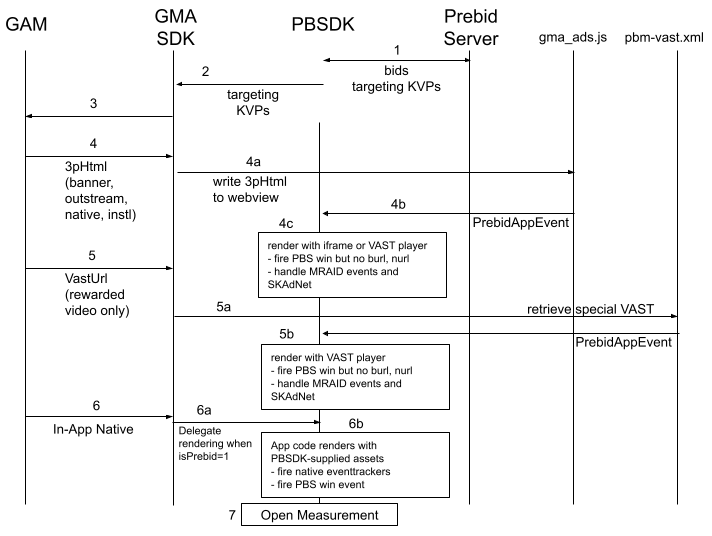 GAM
GMA
SDK
PBSDK
Prebid
Server
gma_ads.js
pbm-vast.xml
1
bids
targeting KVPs
2
targeting
KVPs
3
4
3pHtml
(banner,
outstream,
native, instl)
4a
write 3pHtml
to webview
4b
PrebidAppEvent
4c
render with iframe or VAST player
- fire PBS win but no burl, nurl
- handle MRAID events and
SKAdNet
5
VastUrl
(rewarded
video only)
5a
retrieve special VAST
PrebidAppEvent
5b
render with VAST player
- fire PBS win but no burl, nurl
- handle MRAID events and
SKAdNet
6
In-App Native
6a
Delegate
rendering when
isPrebid=1
6b
App code renders with
PBSDK-supplied assets
- fire native eventtrackers
- fire PBS win event
7
Open Measurement